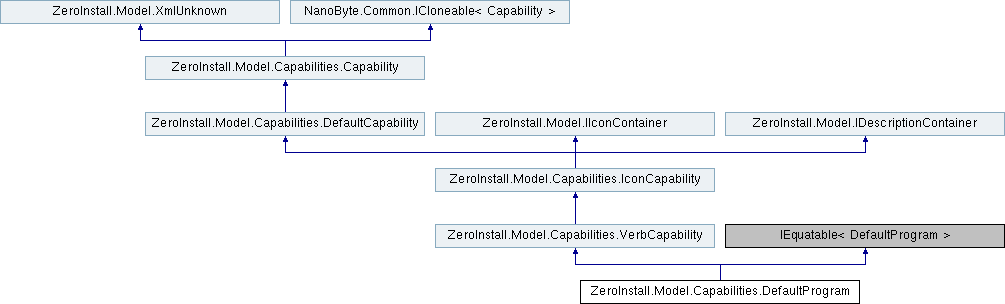 ZeroInstall.Model.XmlUnknown
NanoByte.Common.ICloneable< Capability >
ZeroInstall.Model.Capabilities.Capability
ZeroInstall.Model.Capabilities.DefaultCapability
ZeroInstall.Model.IIconContainer
ZeroInstall.Model.IDescriptionContainer
ZeroInstall.Model.Capabilities.IconCapability
ZeroInstall.Model.Capabilities.VerbCapability
IEquatable< DefaultProgram >
ZeroInstall.Model.Capabilities.DefaultProgram